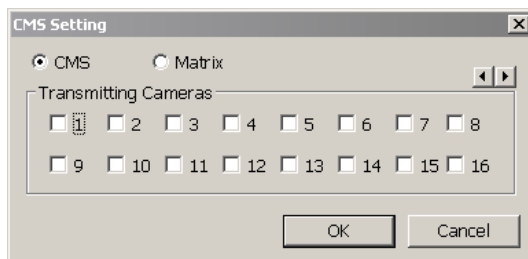 CMS Setting
CMS Matrix
Transmitting Cameras
1 2 3 4 5 6 7 8
9 10 11 12 13 14 15 16
OK Cancel